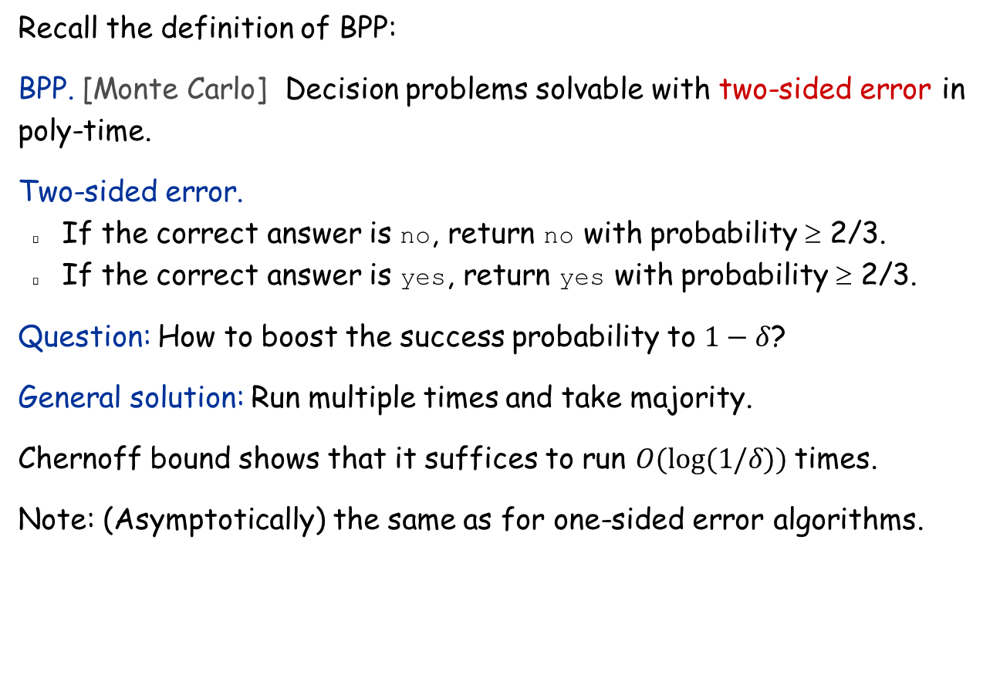 Recall the definition of BPP:
BPP. [Monte Carlo] Decision problems solvable with two-sided error in
poly-time.
Two-sided error.
▯ If the correct answer is no, return no with probability ≥ 2/3.
▯ If the correct answer is yes, return yes with probability ≥ 2/3.
Question: How to boost the success probability to 1 − δ?
General solution: Run multiple times and take majority.
Chernoff bound shows that it suffices to run O(log(1/δ)) times.
Note: (Asymptotically) the same as for one-sided error algorithms.